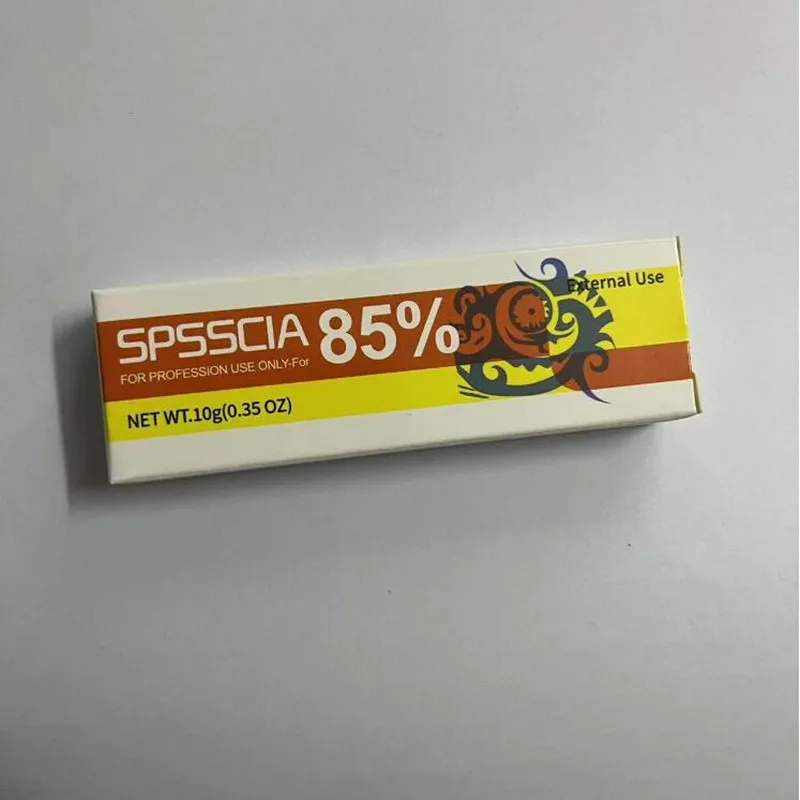 External Use
SPSSCIA 85%
FOR PROFESSION USE ONLY-For
NET WT.10g(0.35 OZ)